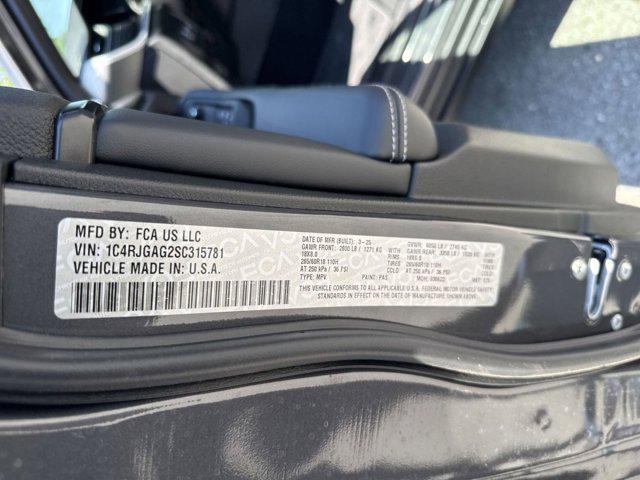 MFD BY: FCA US LLC
VIN: 1C4RJGAG2SC315781
VEHICLE MADE IN: U.S.A.
DATE OF MFR (BUILT): 3-25
GAWR FRONT: 2800 LB / 1271 KG
18X8.0
265/60R18 110H
AT 250 kPa / 36 PSI
TYPE: MPV
PAINT: PAS
GVWR: 6050 LB / 2745 KG
GAWR REAR: 3350 LB / 1520 KG
RIMS 18X8.0
TIRES 265/60R18 110H
COLD AT 250 kPa / 36 PSI
THIS VEHICLE CONFORMS TO ALL APPLICABLE U.S.A. FEDERAL MOTOR VEHICLE SAFETY
STANDARDS IN EFFECT ON THE DATE OF MANUFACTURE SHOWN ABOVE.